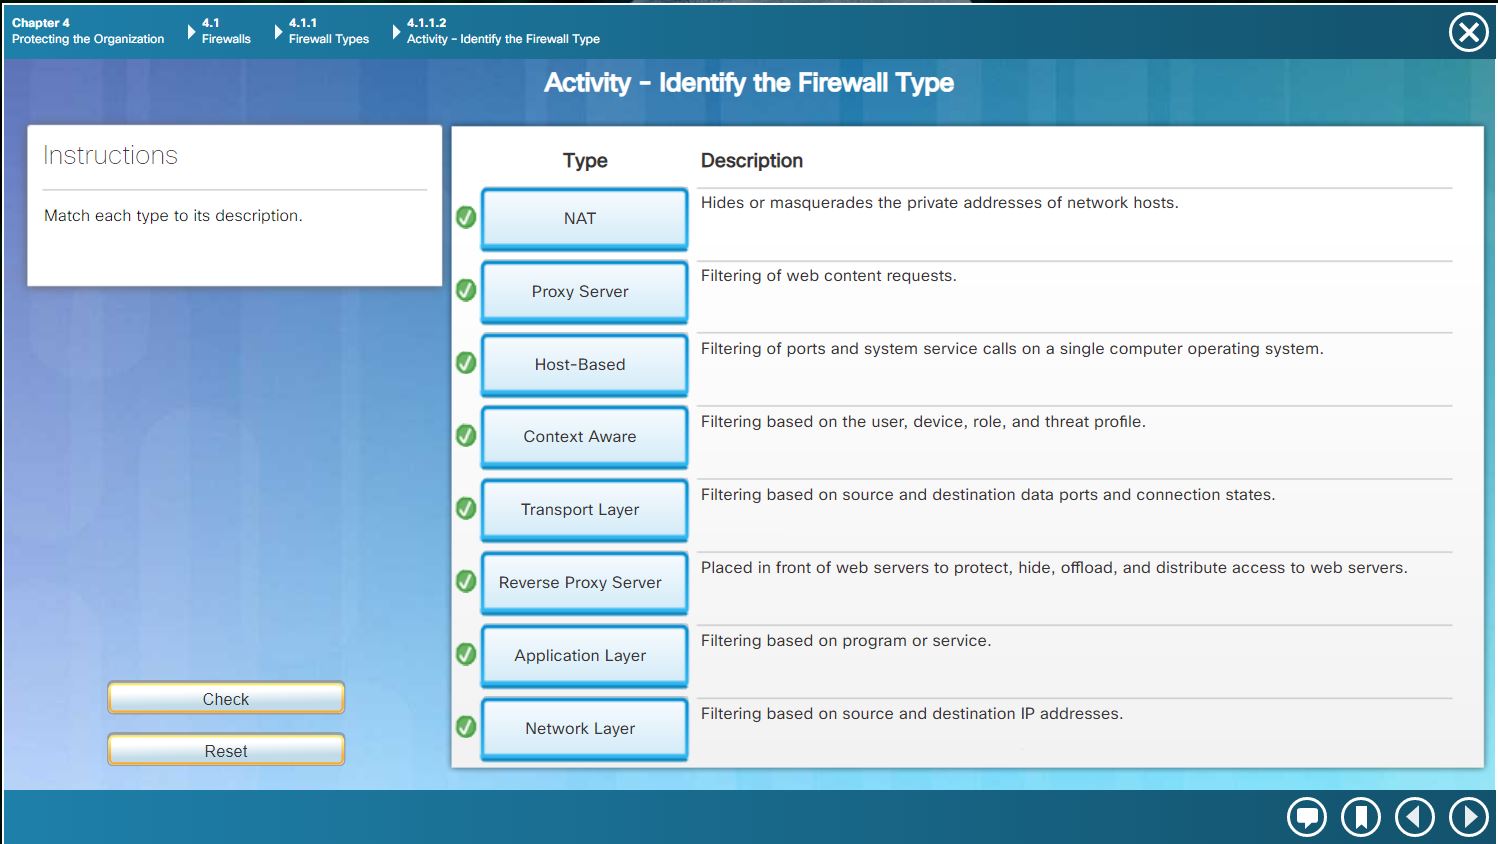 Chapter 4
Protecting the Organization
4.1
Firewalls
4.1.1
Firewall Types
4.1.1.2
Activity - Identify the Firewall Type
Activity - Identify the Firewall Type
Instructions
Match each type to its description.
Check
Reset
Type Description
NAT Hides or masquerades the private addresses of network hosts.
Proxy Server Filtering of web content requests.
Host-Based Filtering of ports and system service calls on a single computer operating system.
Context Aware Filtering based on the user, device, role, and threat profile.
Transport Layer Filtering based on source and destination data ports and connection states.
Reverse Proxy Server Placed in front of web servers to protect, hide, offload, and distribute access to web servers.
Application Layer Filtering based on program or service.
Network Layer Filtering based on source and destination IP addresses.